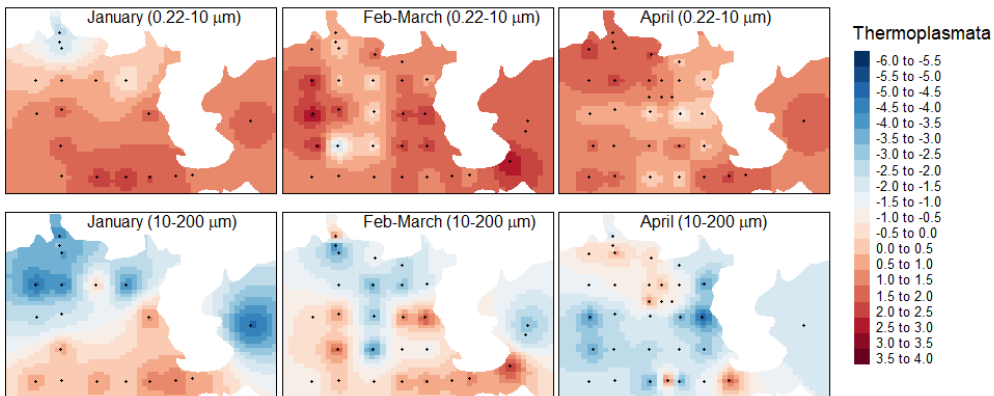 January (0.22-10 µm)
Feb-March (0.22-10 µm)
April (0.22-10 µm)
January (10-200 µm)
Feb-March (10-200 µm)
April (10-200 µm)
Thermoplasmata
-6.0 to -5.5
-5.5 to -5.0
-5.0 to -4.5
-4.5 to -4.0
-4.0 to -3.5
-3.5 to -3.0
-3.0 to -2.5
-2.5 to -2.0
-2.0 to -1.5
-1.5 to -1.0
-1.0 to -0.5
-0.5 to 0.0
0.0 to 0.5
0.5 to 1.0
1.0 to 1.5
1.5 to 2.0
2.0 to 2.5
2.5 to 3.0
3.0 to 3.5
3.5 to 4.0